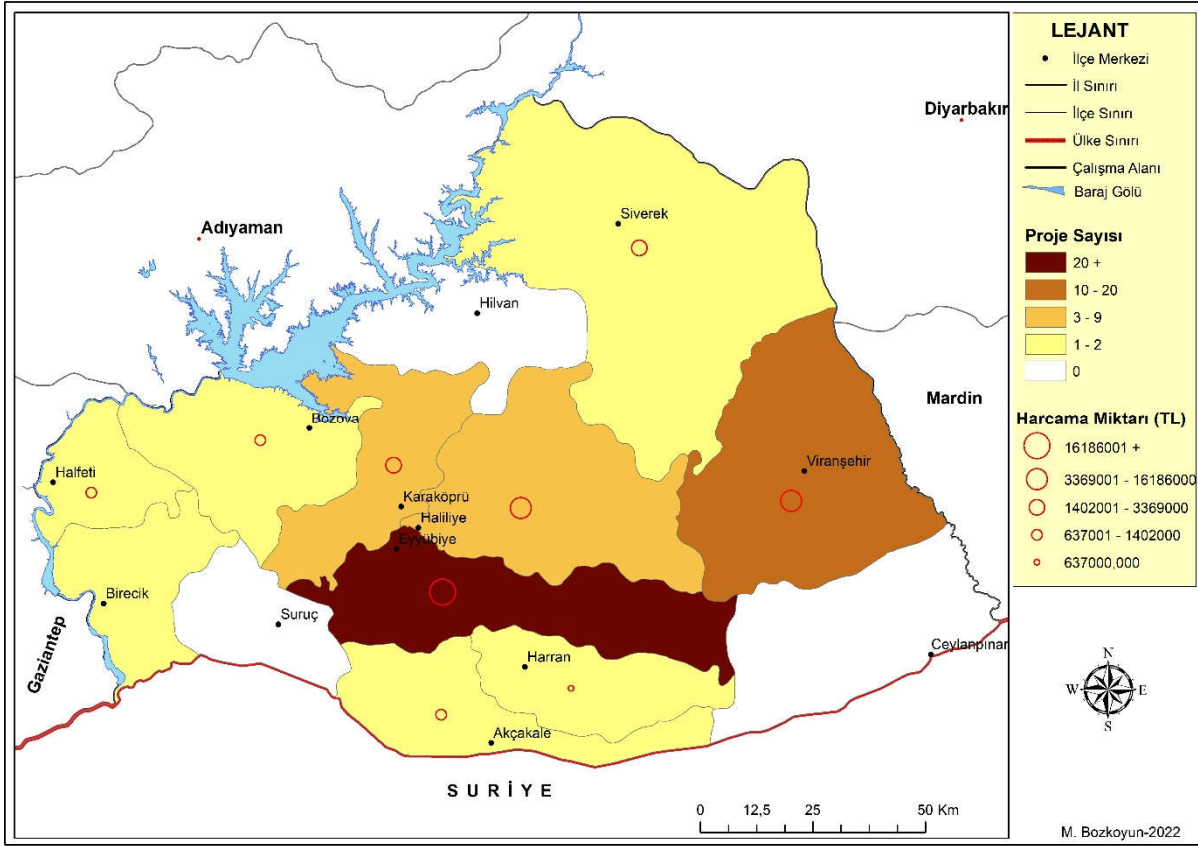 Diyarbakır
Adıyaman
Siverek
Hilvan
Mardin
Bozova
Viranşehir
Halfeti
Karaköprü
Haliliye
Eyyübiye
Birecik
Suruç
Gaziantep
Harran
Ceylanpınar
Akçakale
SURİYE
0 12,5 25 50 Km
LEJANT
İlçe Merkezi
İl Sınırı
İlçe Sınırı
Ülke Sınırı
Çalışma Alanı
Baraj Gölü
Proje Sayısı
20 +
10 - 20
3 - 9
1 - 2
0
Harcama Miktarı (TL)
16186001 +
3369001 - 16186000
1402001 - 3369000
637001 - 1402000
637000,000
N
W E
S
M. Bozkoyun-2022